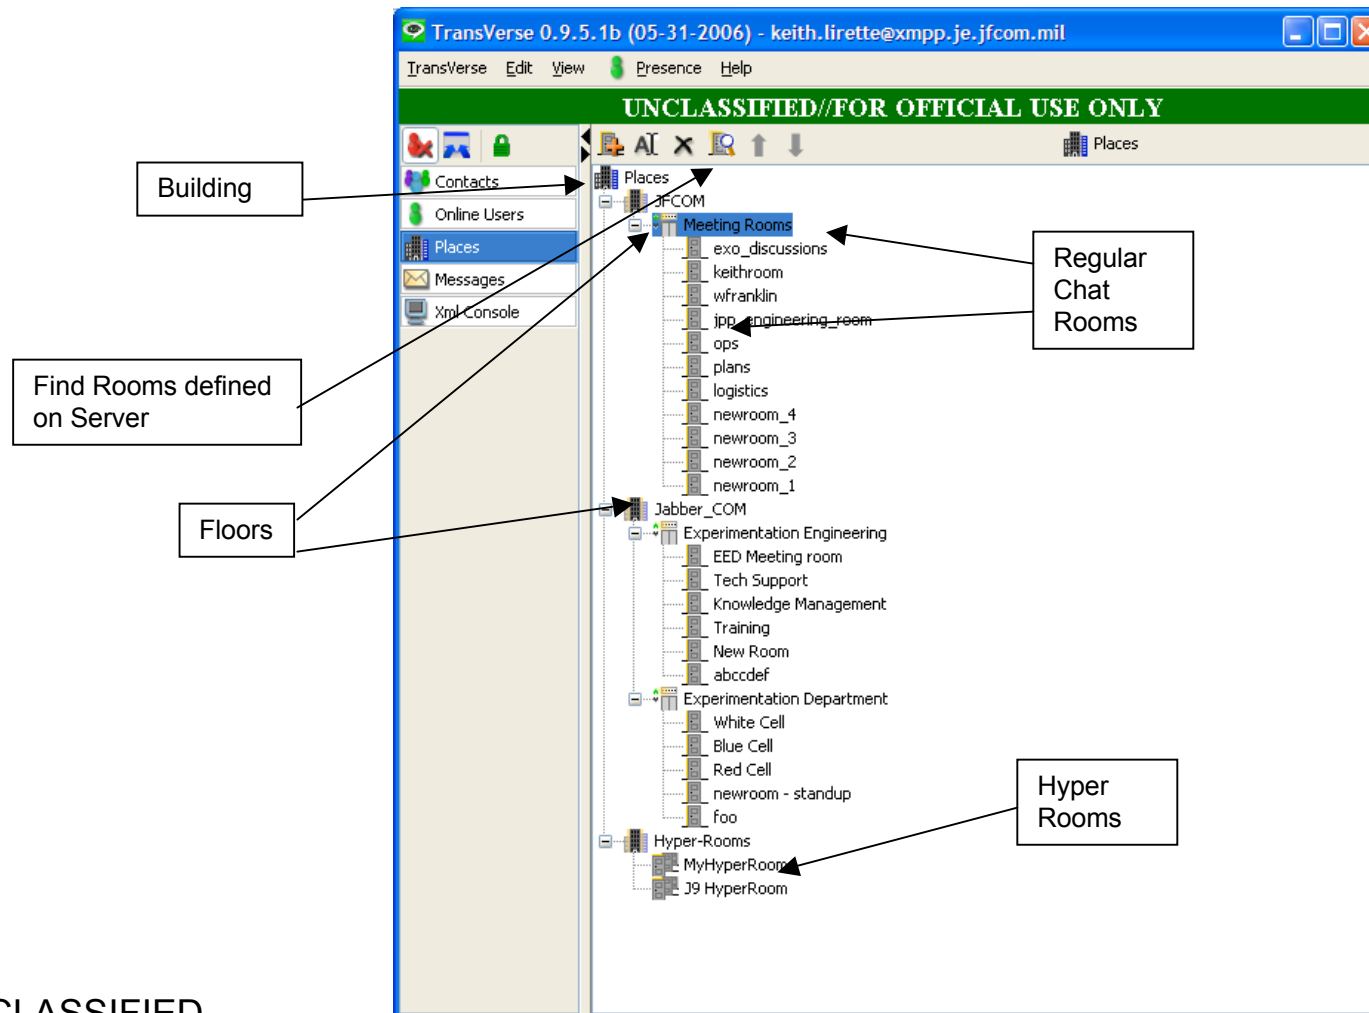 TransVerse 0.9.5.1b (05-31-2006) - keith.lirette@xmpp.je.jfcom.mil
TransVerse Edit View Presence Help
UNCLASSIFIED//FOR OFFICIAL USE ONLY
Places
Contacts
Online Users
Places
Messages
Xml Console
Building
Find Rooms defined
on Server
Floors
Places
JFCOM
Meeting Rooms
exo_discussions
keithroom
wfranklin
jpp_engineering_room
ops
plans
logistics
newroom_4
newroom_3
newroom_2
newroom_1
Jabber_COM
Experimentation Engineering
EED Meeting room
Tech Support
Knowledge Management
Training
New Room
abccdef
Experimentation Department
White Cell
Blue Cell
Red Cell
newroom - standup
foo
Hyper-Rooms
MyHyperRoom
J9 HyperRoom
Regular
Chat
Rooms
Hyper
Rooms
CLASSIFIED